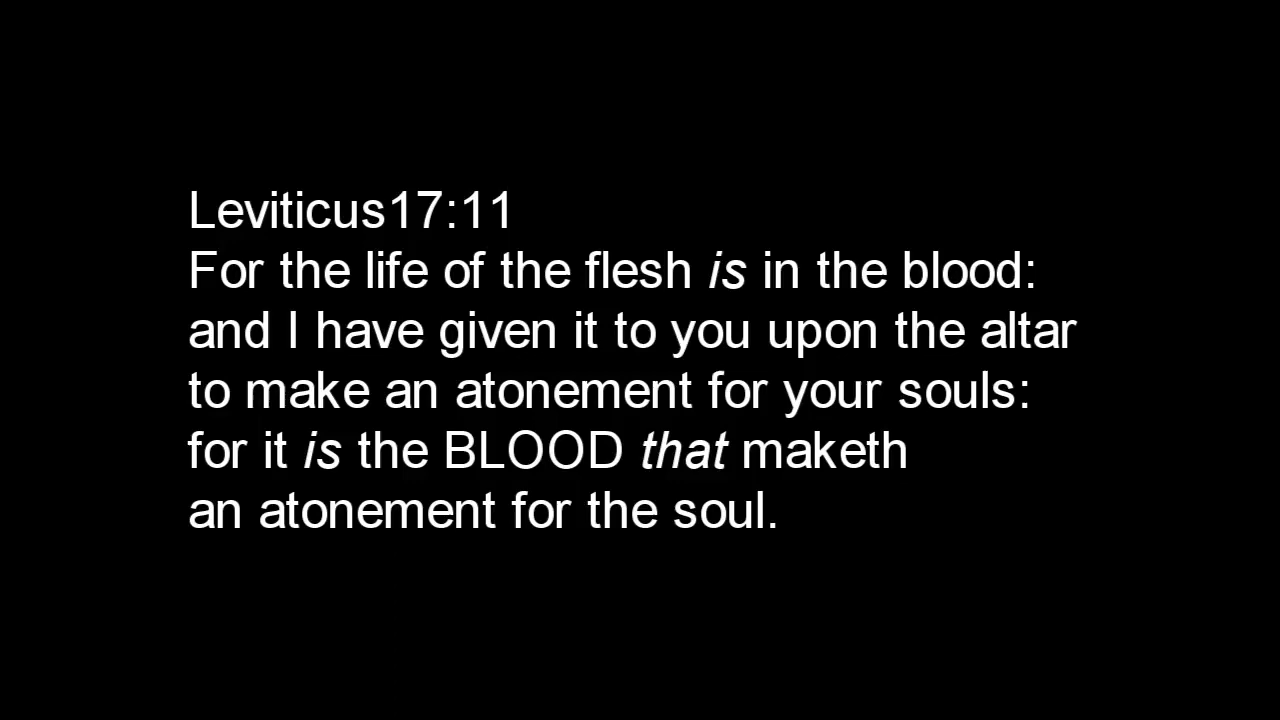 Leviticus17:11
For the life of the flesh is in the blood:
and I have given it to you upon the altar
to make an atonement for your souls:
for it is the BLOOD that maketh
an atonement for the soul.